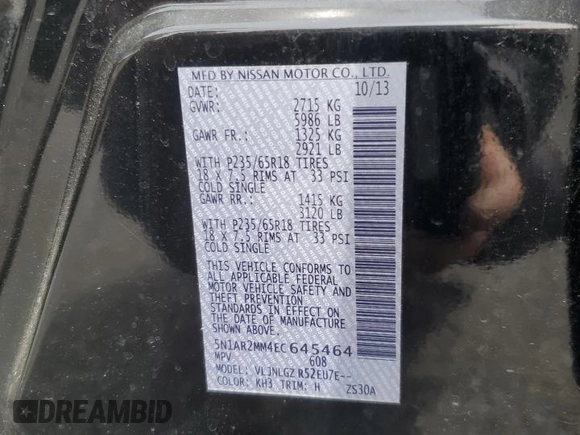 MFD BY NISSAN MOTOR CO., LTD.
DATE: 10/13
GVWR: 2715 KG
5986 LB
GAWR FR.: 1325 KG
2921 LB
WITH P235/65R18 TIRES
18 X 7.5 RIMS AT 33 PSI
COLD SINGLE
GAWR RR.: 1415 KG
3120 LB
WITH P235/65R18 TIRES
18 X 7.5 RIMS AT 33 PSI
COLD SINGLE
THIS VEHICLE CONFORMS TO
ALL APPLICABLE FEDERAL
MOTOR VEHICLE SAFETY AND
THEFT PREVENTION
STANDARDS IN EFFECT ON
THE DATE OF MANUFACTURE
SHOWN ABOVE.
5N1AR2MM4EC645464
MPV 608
MODEL: VLJNLGZ R52EU7E--
COLOR: KH3 TRIM: H ZS30A
DREAMBID